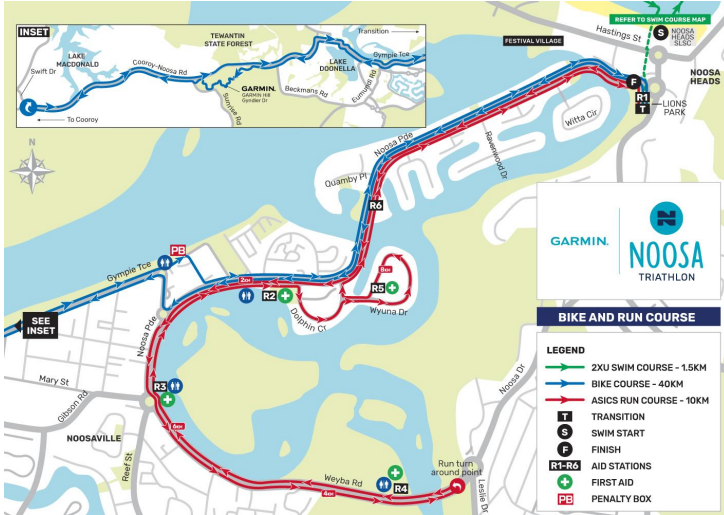 INSET
LAKE
MACDONALD
Swift Dr
Cooroy-Noosa Rd
To Cooroy
TEWANTIN
STATE FOREST
GARMIN.
GARMIN Hill
Gyndier Dr
Sunrise Rd
Beckmans Rd
LAKE
DOONELLA
Eumundi Rd
Transition
Gympie Tce
REFER TO SWIM COURSE MAP
Hastings St
S
NOOSA
HEADS
SLSC
FESTIVAL VILLAGE
NOOSA
HEADS
F
R1
T
LIONS
PARK
Witta Cir
Noosa Pde
Ravenwood Dr
Quamby Pl
R6
N
PB
Gympie Tce
2KM
R2
Dolphin Cr
8KM
R5
Wyuna Dr
SEE
INSET
Noosa Pde
Mary St
Gibson Rd
R3
NOOSAVILLE
6KM
Reef St
Weyba Rd
4KM
R4
Run turn
around point
Noosa Dr
Leslie Dr
GARMIN.
NOOSA
TRIATHLON
BIKE AND RUN COURSE
LEGEND
2XU SWIM COURSE - 1.5KM
BIKE COURSE - 40KM
ASICS RUN COURSE - 10KM
T TRANSITION
S SWIM START
F FINISH
R1-R6 AID STATIONS
FIRST AID
PB PENALTY BOX